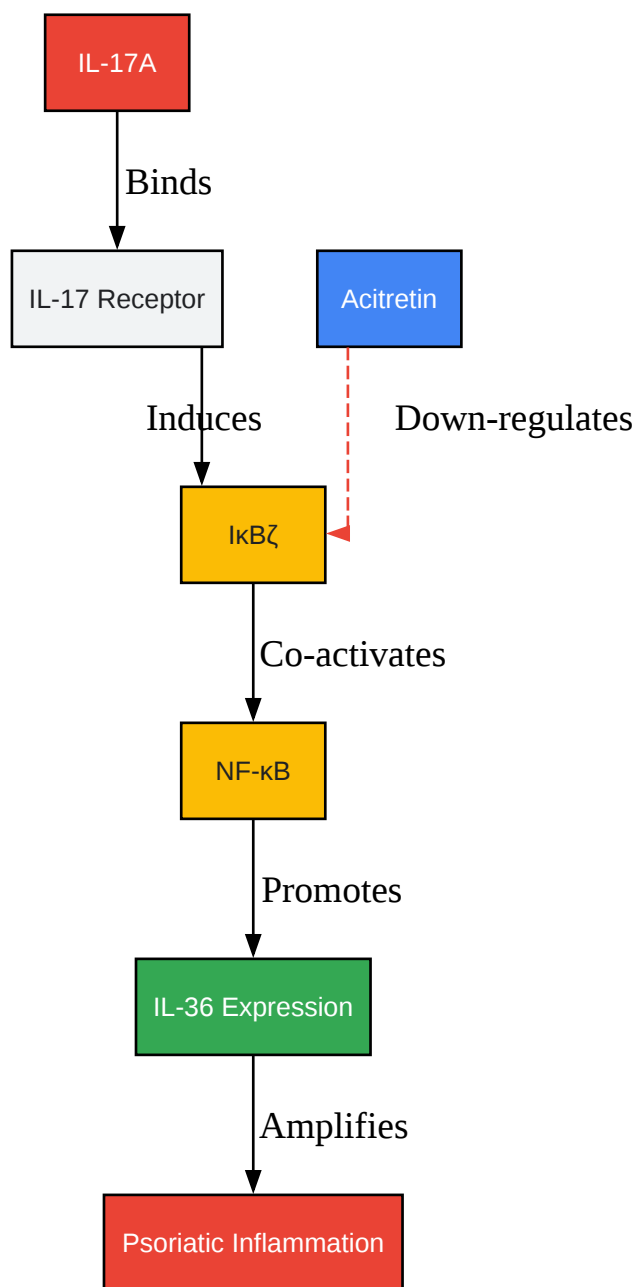 IL-17A
Binds
IL-17 Receptor
Acitretin
Induces
Down-regulates
IκBζ
Co-activates
NF-κB
Promotes
IL-36 Expression
Amplifies
Psoriatic Inflammation